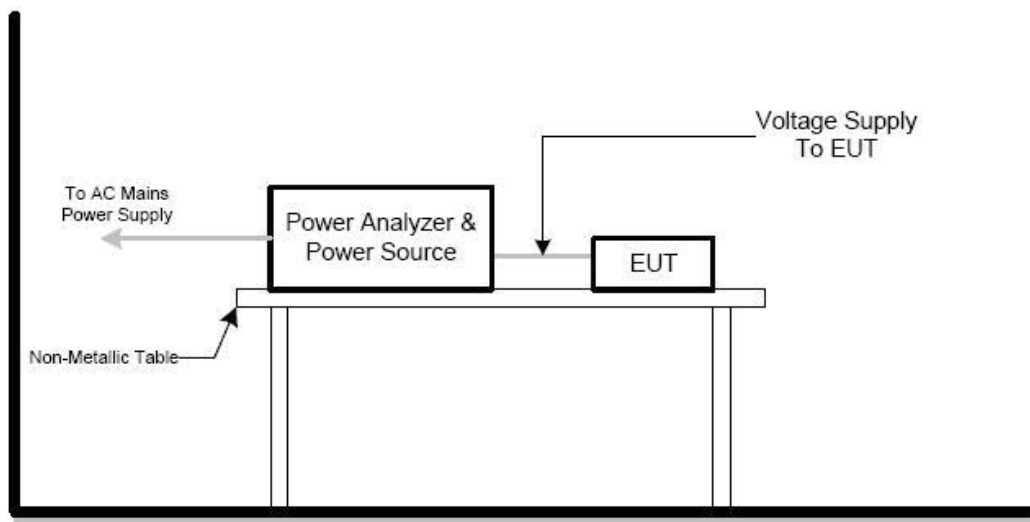 Voltage Supply
To EUT
To AC Mains
Power Supply
Power Analyzer &
Power Source
EUT
Non-Metallic Table